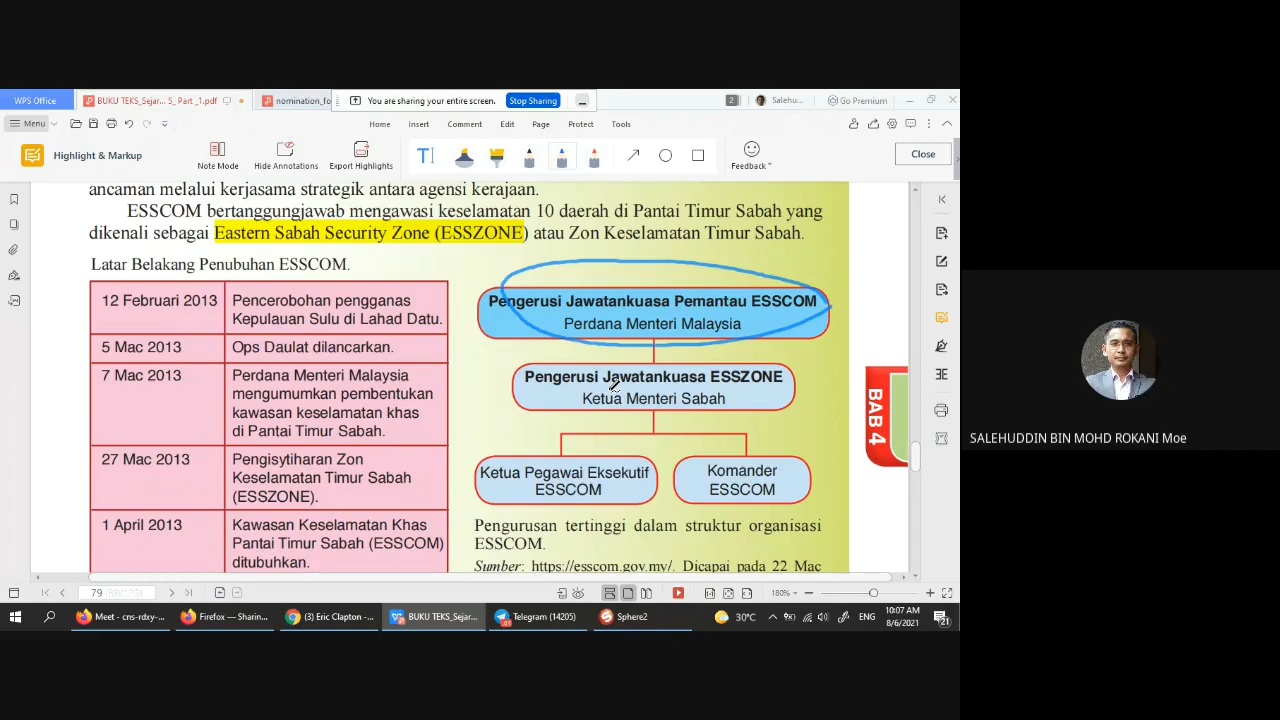 WPS Office
BUKU TEKS_Sejar... 5_ Part _1.pdf
nomination_fo
You are sharing your entire screen.
Stop Sharing
2
Salehu...
Go Premium
Menu
Home
Insert
Comment
Edit
Page
Protect
Tools
Highlight & Markup
Note Mode
Hide Annotations
Export Highlights
Feedback
Close
ancaman melalui kerjasama strategik antara agensi kerajaan.
ESSCOM bertanggungjawab mengawasi keselamatan 10 daerah di Pantai Timur Sabah yang
dikenali sebagai Eastern Sabah Security Zone (ESSZONE) atau Zon Keselamatan Timur Sabah.
Latar Belakang Penubuhan ESSCOM.
12 Februari 2013
Pencerobohan pengganas
Kepulauan Sulu di Lahad Datu.
5 Mac 2013
Ops Daulat dilancarkan.
7 Mac 2013
Perdana Menteri Malaysia
mengumumkan pembentukan
kawasan keselamatan khas
di Pantai Timur Sabah.
27 Mac 2013
Pengisytiharan Zon
Keselamatan Timur Sabah
(ESSZONE).
1 April 2013
Kawasan Keselamatan Khas
Pantai Timur Sabah (ESSCOM)
ditubuhkan.
Pengerusi Jawatankuasa Pemantau ESSCOM
Perdana Menteri Malaysia
Pengerusi Jawatankuasa ESSZONE
Ketua Menteri Sabah
Ketua Pegawai Eksekutif
ESSCOM
Komander
ESSCOM
Pengurusan tertinggi dalam struktur organisasi
ESSCOM.
Sumber: https://esscom.gov.my/. Dicapai pada 22 Mac
BAB 4
SALEHUDDIN BIN MOHD ROKANI Moe
79 (88/123)
180%
Meet - cns-rdxy-...
Firefox — Sharin...
(3) Eric Clapton -...
BUKU TEKS_Sejar...
Telegram (14205)
Sphere2
30°C
ENG
10:07 AM
8/6/2021
21